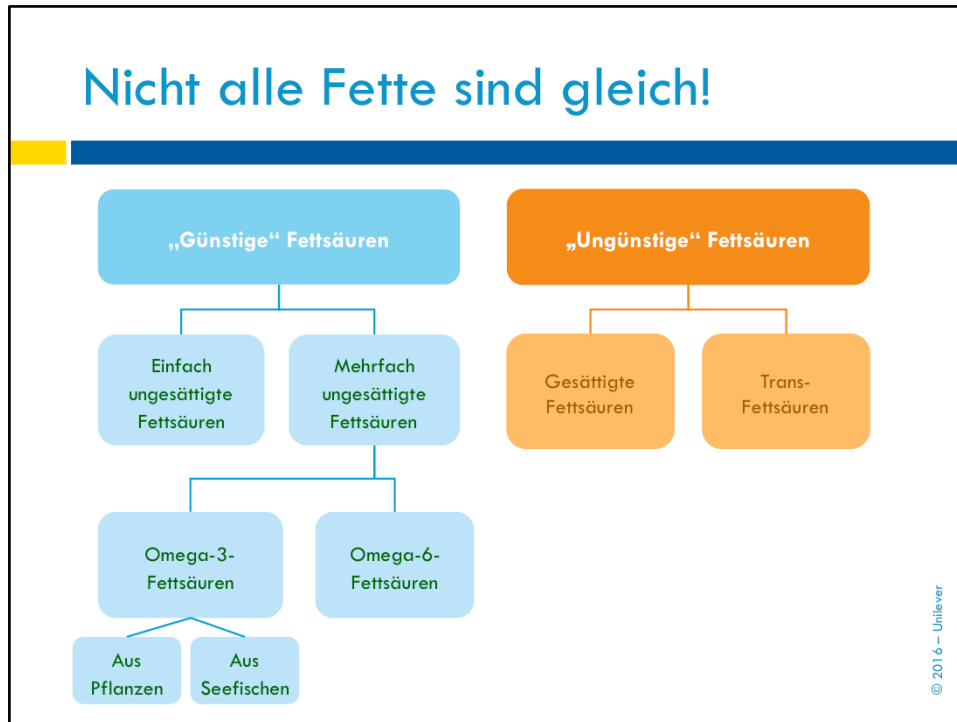 Nicht alle Fette sind gleich!
„Günstige“ Fettsäuren
„Ungünstige“ Fettsäuren
Einfach
ungesättigte
Fettsäuren
Mehrfach
ungesättigte
Fettsäuren
Gesättigte
Fettsäuren
Trans-
Fettsäuren
Omega-3-
Fettsäuren
Omega-6-
Fettsäuren
Aus
Pflanzen
Aus
Seefischen
© 2016 – Unilever